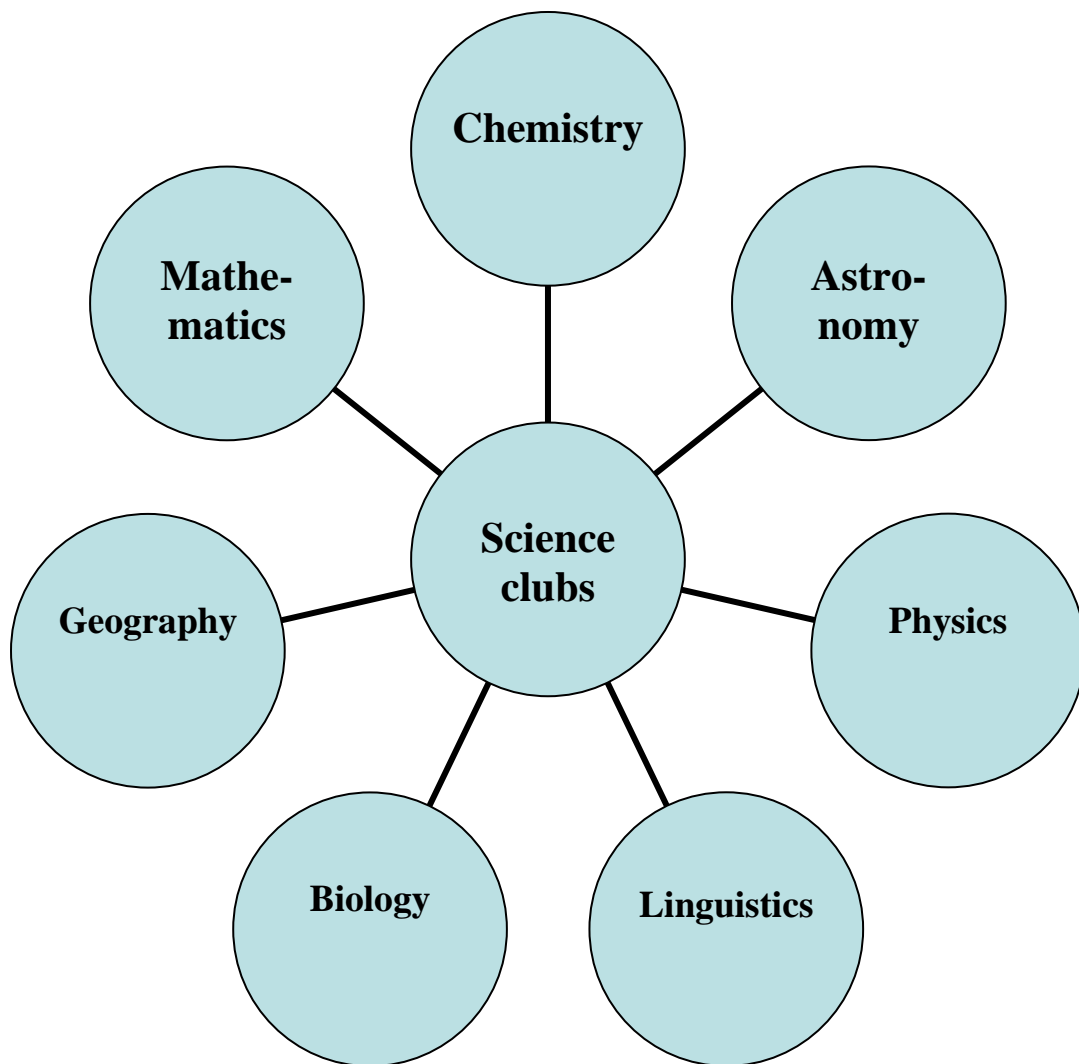 Chemistry
Mathe-
matics
Astro-
nomy
Science
clubs
Geography
Physics
Biology
Linguistics